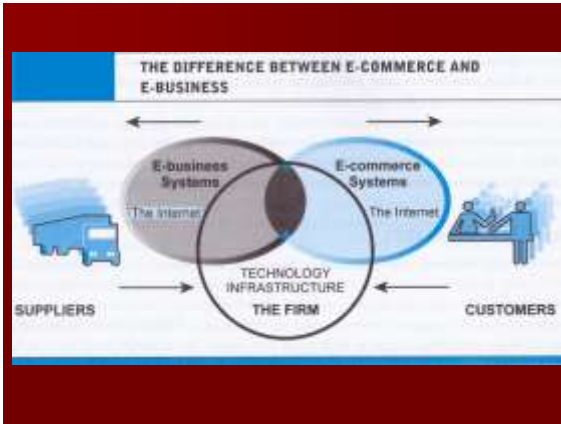 THE DIFFERENCE BETWEEN E-COMMERCE AND
E-BUSINESS
E-business
Systems
The Internet
E-commerce
Systems
The Internet
TECHNOLOGY
INFRASTRUCTURE
THE FIRM
SUPPLIERS
CUSTOMERS